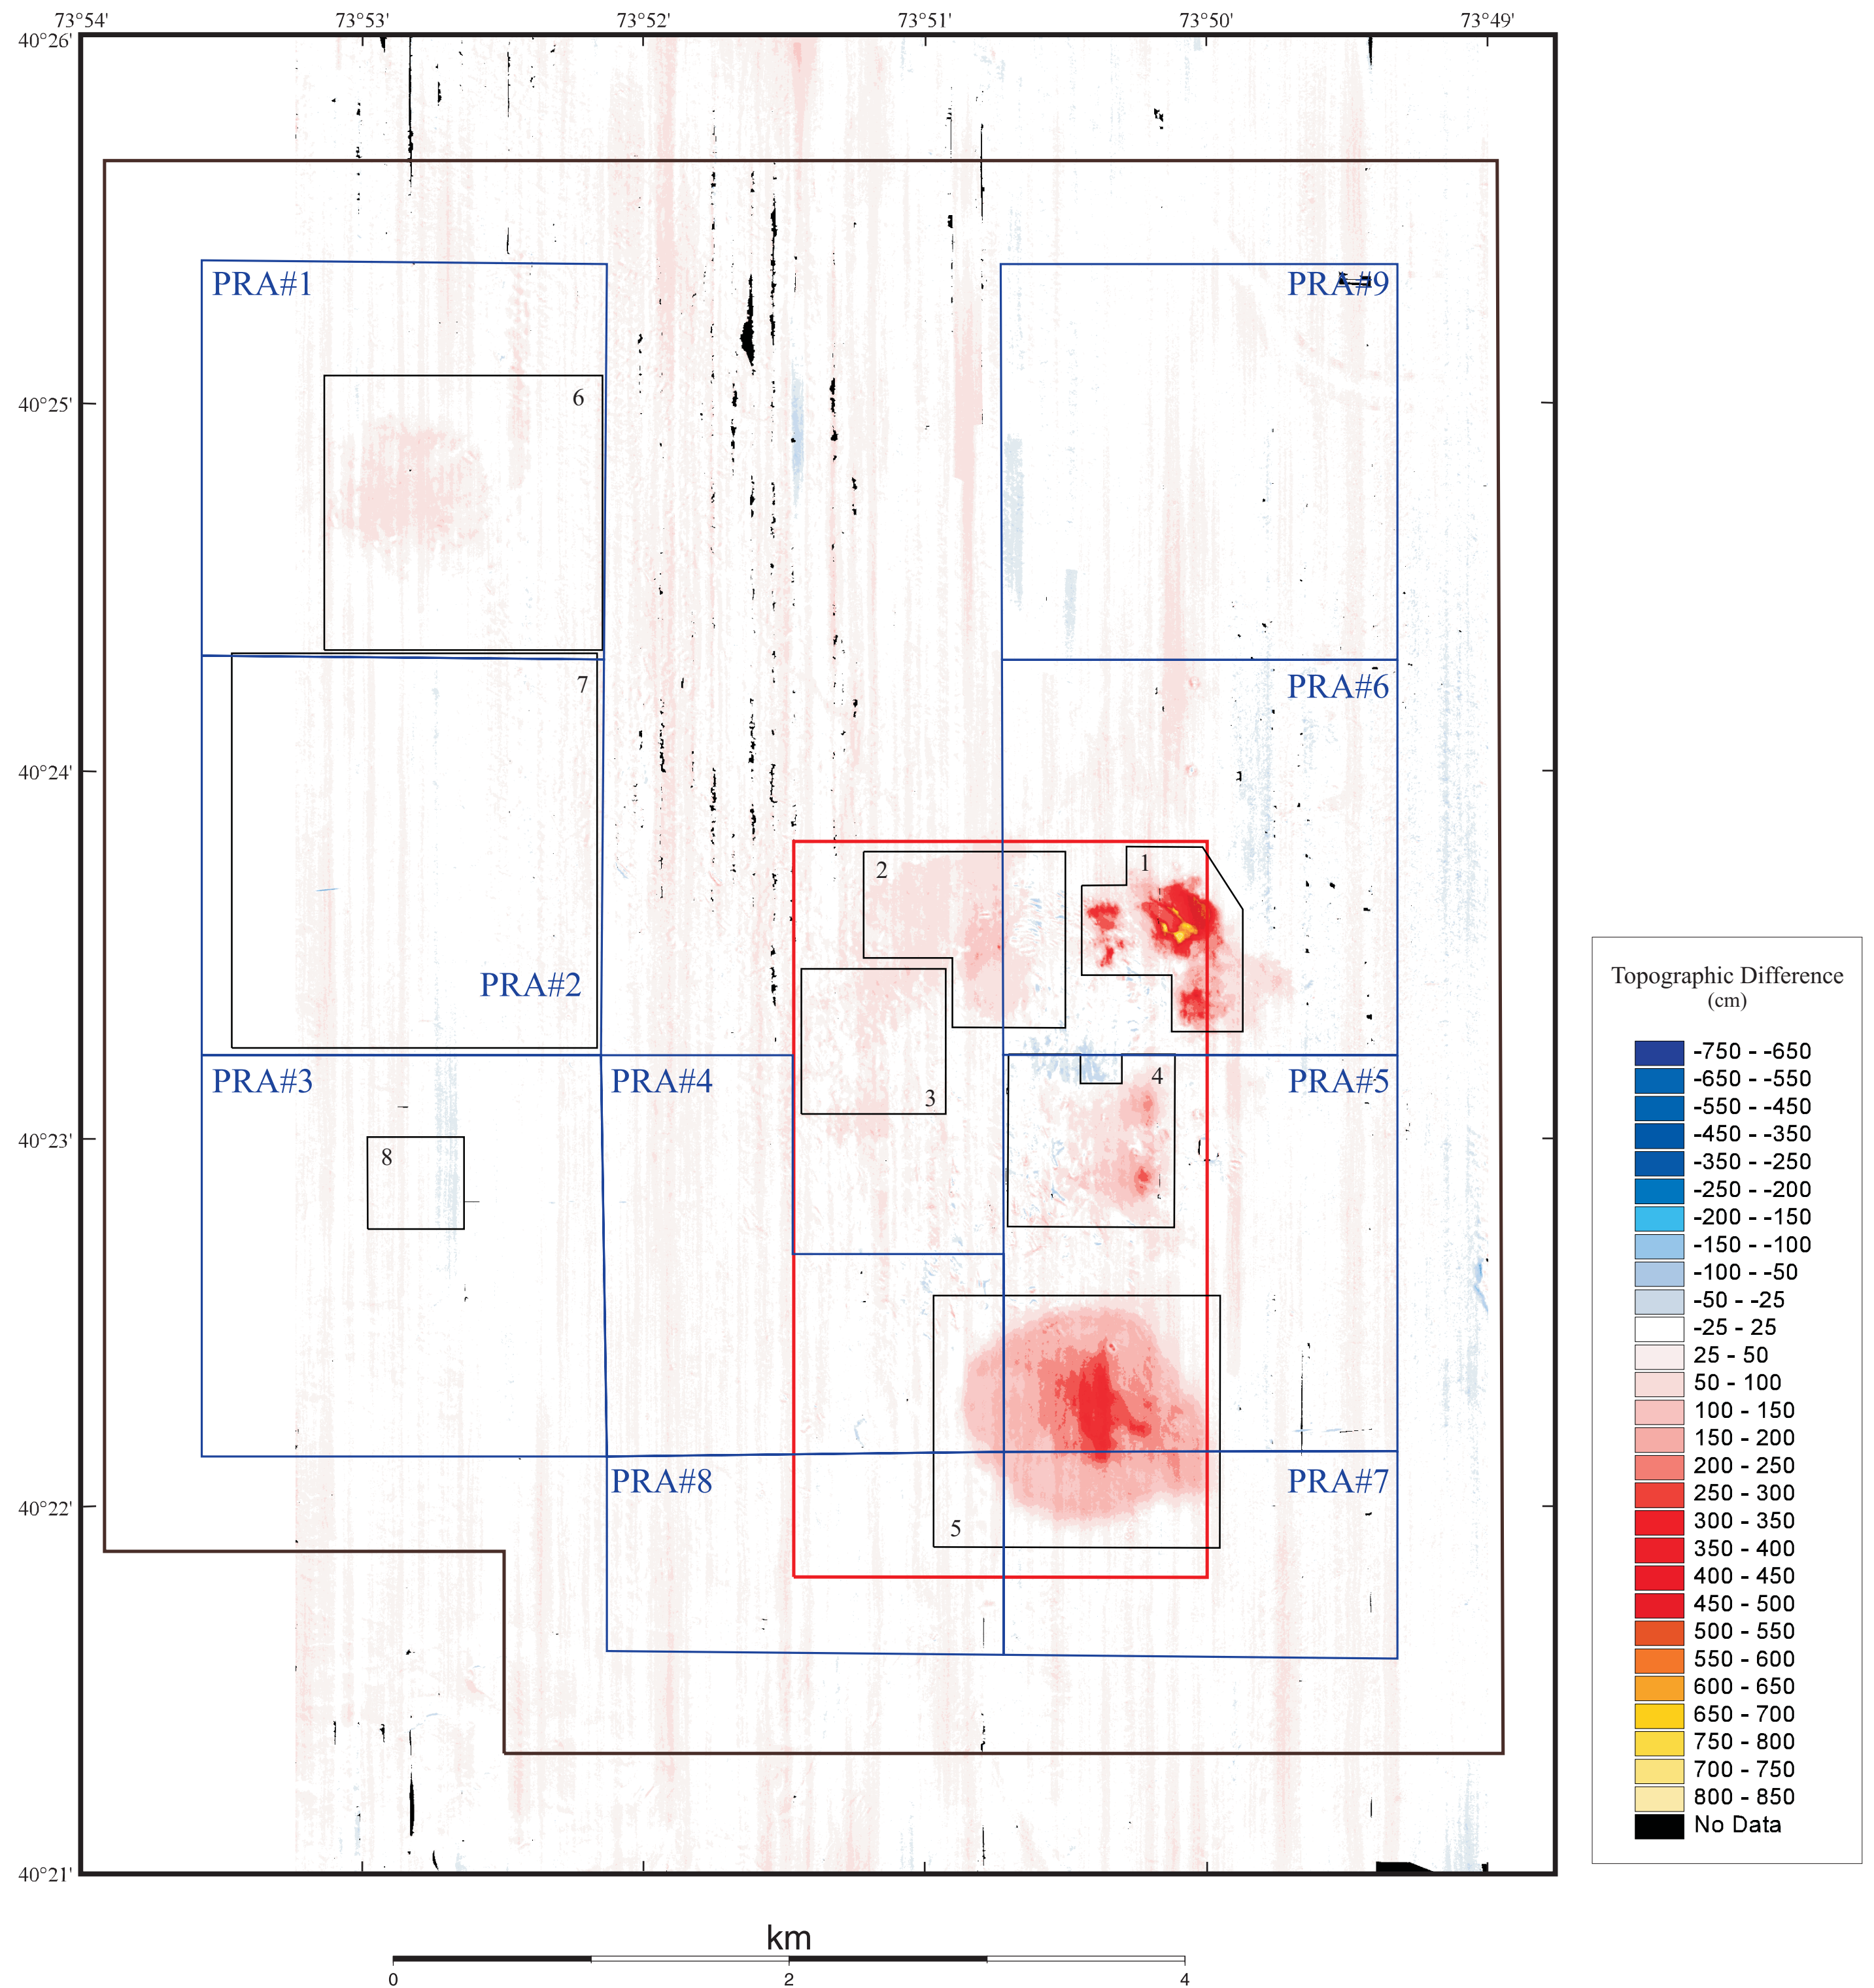 73°54' 73°53' 73°52' 73°51' 73°50' 73°49'
40°26'
PRA#1 PRA#9
6
40°25'
7
PRA#6
40°24'
2 1
PRA#2
Topographic Difference
(cm)
-750 - -650
-650 - -550
-550 - -450
-450 - -350
-350 - -250
-250 - -200
-200 - -150
-150 - -100
-100 - -50
-50 - -25
-25 - 25
25 - 50
50 - 100
100 - 150
150 - 200
200 - 250
250 - 300
300 - 350
350 - 400
400 - 450
450 - 500
500 - 550
550 - 600
600 - 650
650 - 700
750 - 800
700 - 750
800 - 850
No Data
PRA#3 PRA#4 3 4 PRA#5
40°23'
8
PRA#8 PRA#7
40°22'
5
40°21'
km
0 2 4